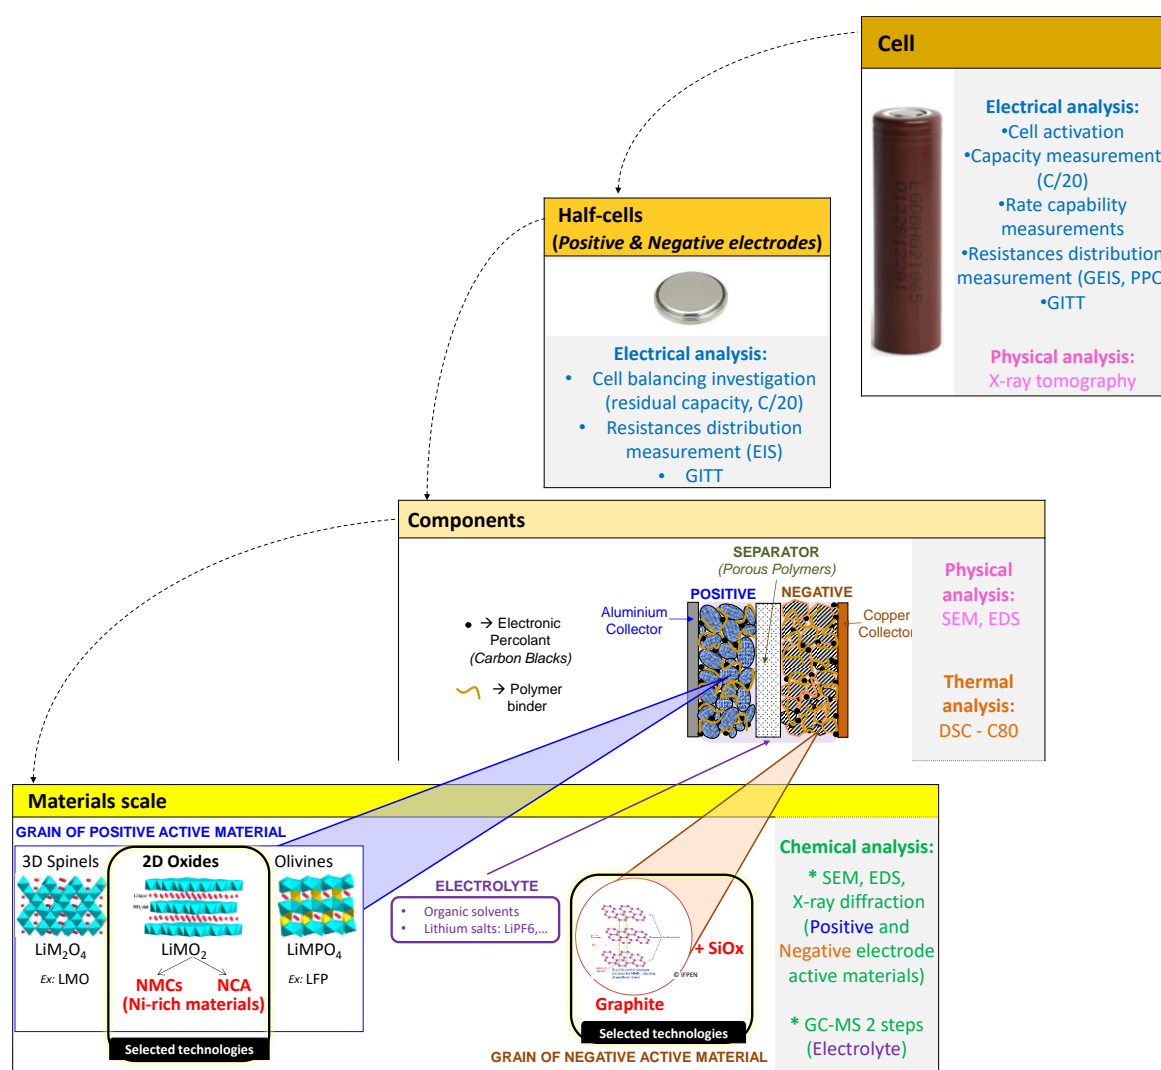 Cell
Electrical analysis:
•Cell activation
•Capacity measurement
(C/20)
•Rate capability
measurements
•Resistances distribution
measurement (GEIS, PPC
•GITT
Physical analysis:
X-ray tomography
Half-cells
(Positive & Negative electrodes)
Electrical analysis:
• Cell balancing investigation
(residual capacity, C/20)
• Resistances distribution
measurement (EIS)
• GITT
Components
SEPARATOR
(Porous Polymers)
POSITIVE
NEGATIVE
Aluminium
Collector
Copper
Collector
→ Electronic
Percolant
(Carbon Blacks)
→ Polymer
binder
Physical
analysis:
SEM, EDS
Thermal
analysis:
DSC - C80
Materials scale
GRAIN OF POSITIVE ACTIVE MATERIAL
3D Spinels
2D Oxides
Olivines
LiM₂O₄
LiMO₂
LiMPO₄
Ex: LMO
NMCs
NCA
(Ni-rich materials)
Ex: LFP
Selected technologies
ELECTROLYTE
• Organic solvents
• Lithium salts: LiPF6,...
+ SiOx
© IFPEN
Graphite
Selected technologies
GRAIN OF NEGATIVE ACTIVE MATERIAL
Chemical analysis:
* SEM, EDS,
X-ray diffraction
(Positive and
Negative electrode
active materials)
* GC-MS 2 steps
(Electrolyte)